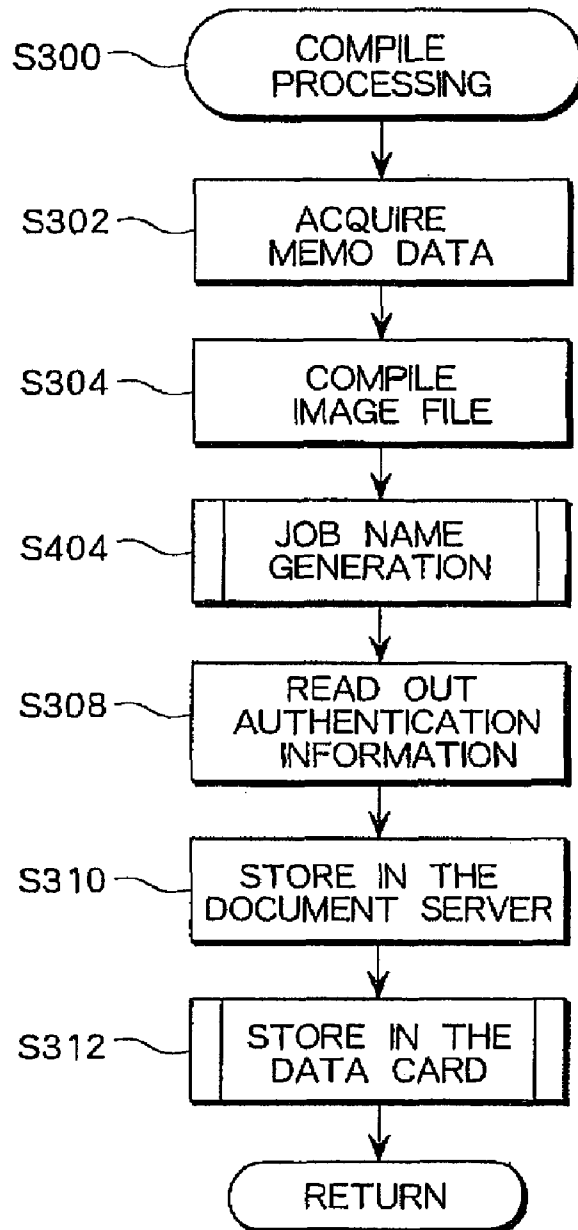 S300
COMPILE
PROCESSING
S302
ACQUIRE
MEMO DATA
S304
COMPILE
IMAGE FILE
S404
JOB NAME
GENERATION
S308
READ OUT
AUTHENTICATION
INFORMATION
S310
STORE IN THE
DOCUMENT SERVER
S312
STORE IN THE
DATA CARD
RETURN